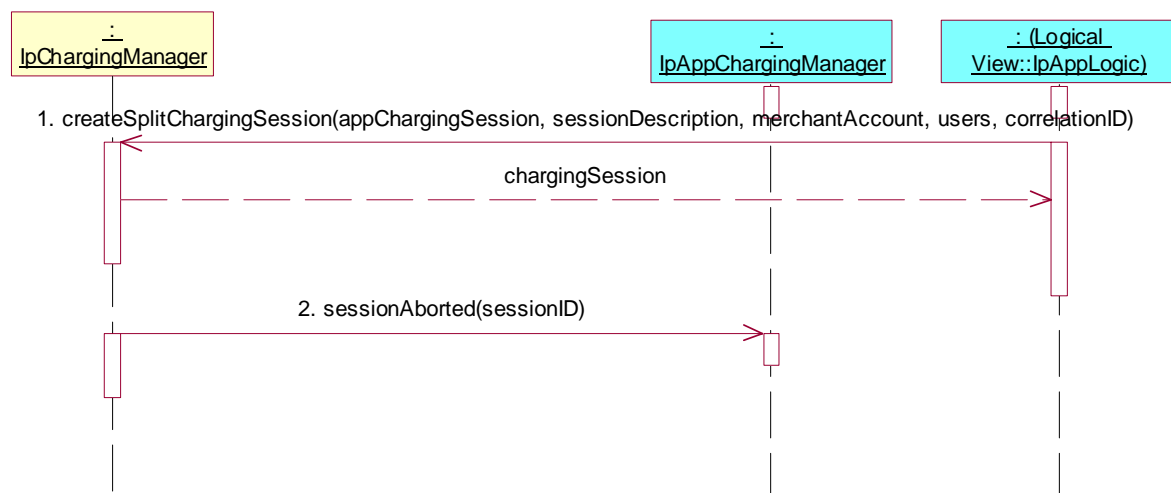 :
IpChargingManager
:
IpAppChargingManager
: (Logical
View::IpAppLogic)
1. createSplitChargingSession(appChargingSession, sessionDescription, merchantAccount, users, correlationID)
chargingSession
2. sessionAborted(sessionID)